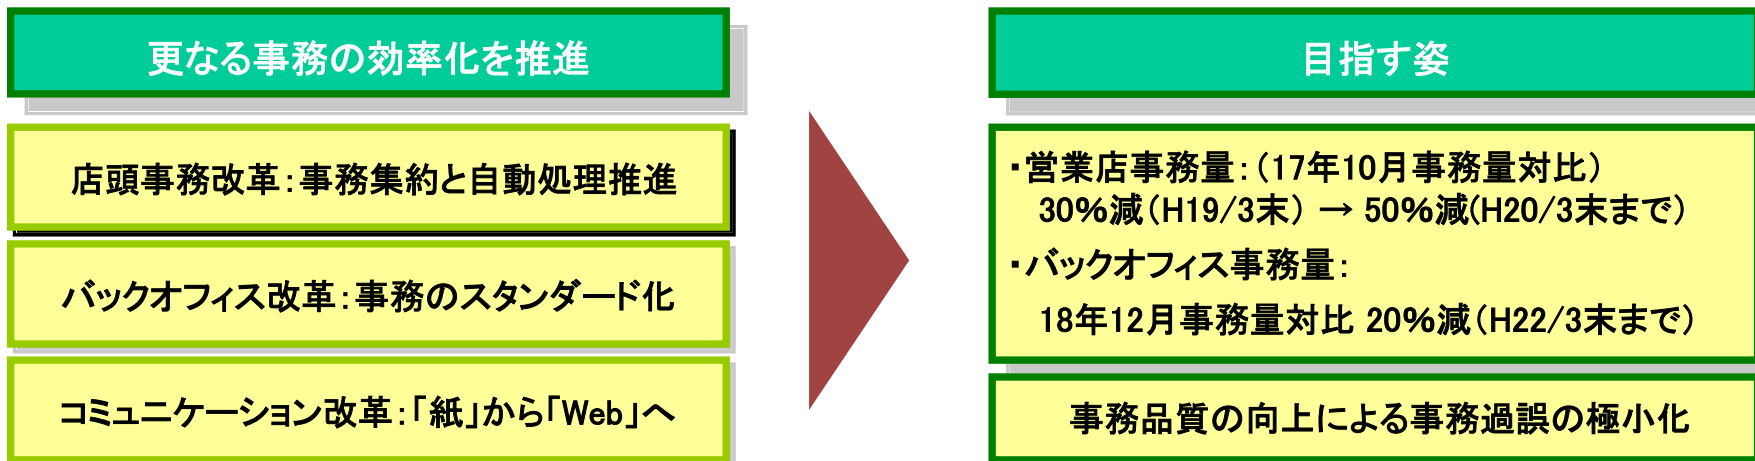 更なる事務の効率化を推進
店頭事務改革：事務集約と自動処理推進
バックオフィス改革：事務のスタンダード化
コミュニケーション改革：「紙」から「Web」へ
目指す姿
・営業店事務量：（17年10月事務量対比）
30％減（H19/3末） → 50％減(H20/3末まで）
・バックオフィス事務量：
18年12月事務量対比 20％減（H22/3末まで）
事務品質の向上による事務過誤の極小化